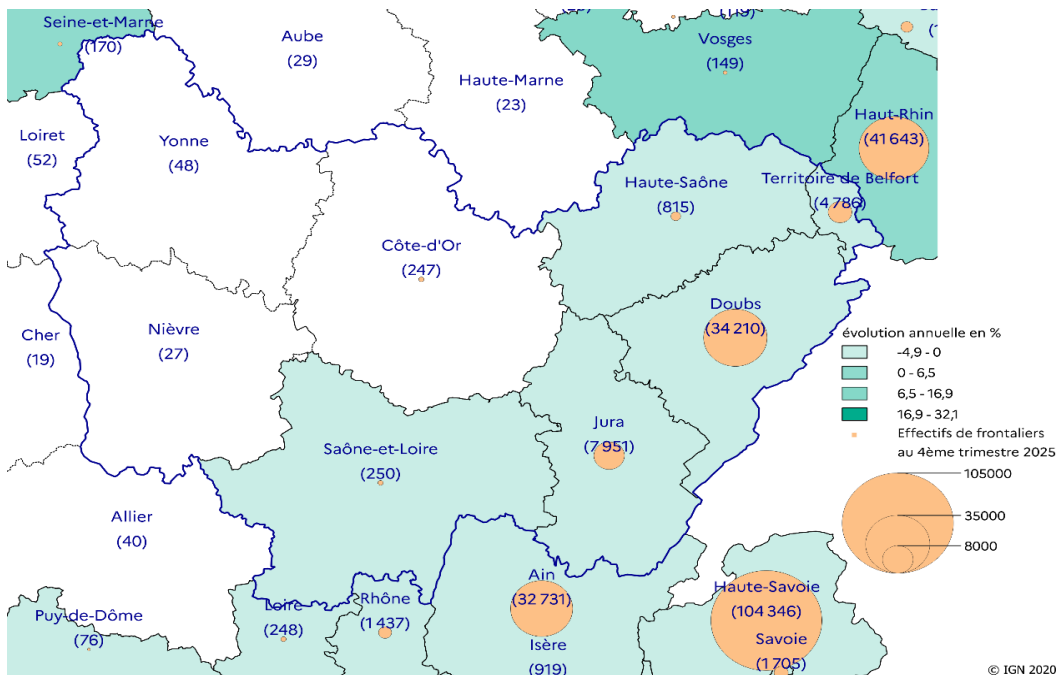 Seine-et-Marne
(170)
Aube
(29)
Haute-Marne
(23)
Vosges
(149)
Haut-Rhin
(41 643)
Loiret
(52)
Yonne
(48)
Haute-Saône
(815)
Territoire de Belfort
(4 786)
Côte-d'Or
(247)
Doubs
(34 210)
Cher
(19)
Nièvre
(27)
Jura
(7 951)
Saône-et-Loire
(250)
Allier
(40)
Puy-de-Dôme
(76)
Loire
(248)
Rhône
(1 437)
Ain
(32 731)
Isère
(919)
Haute-Savoie
(104 346)
Savoie
(1 705)
évolution annuelle en %
-4,9 - 0
0 - 6,5
6,5 - 16,9
16,9 - 32,1
Effectifs de frontaliers
au 4ème trimestre 2025
105000
35000
8000
© IGN 2020